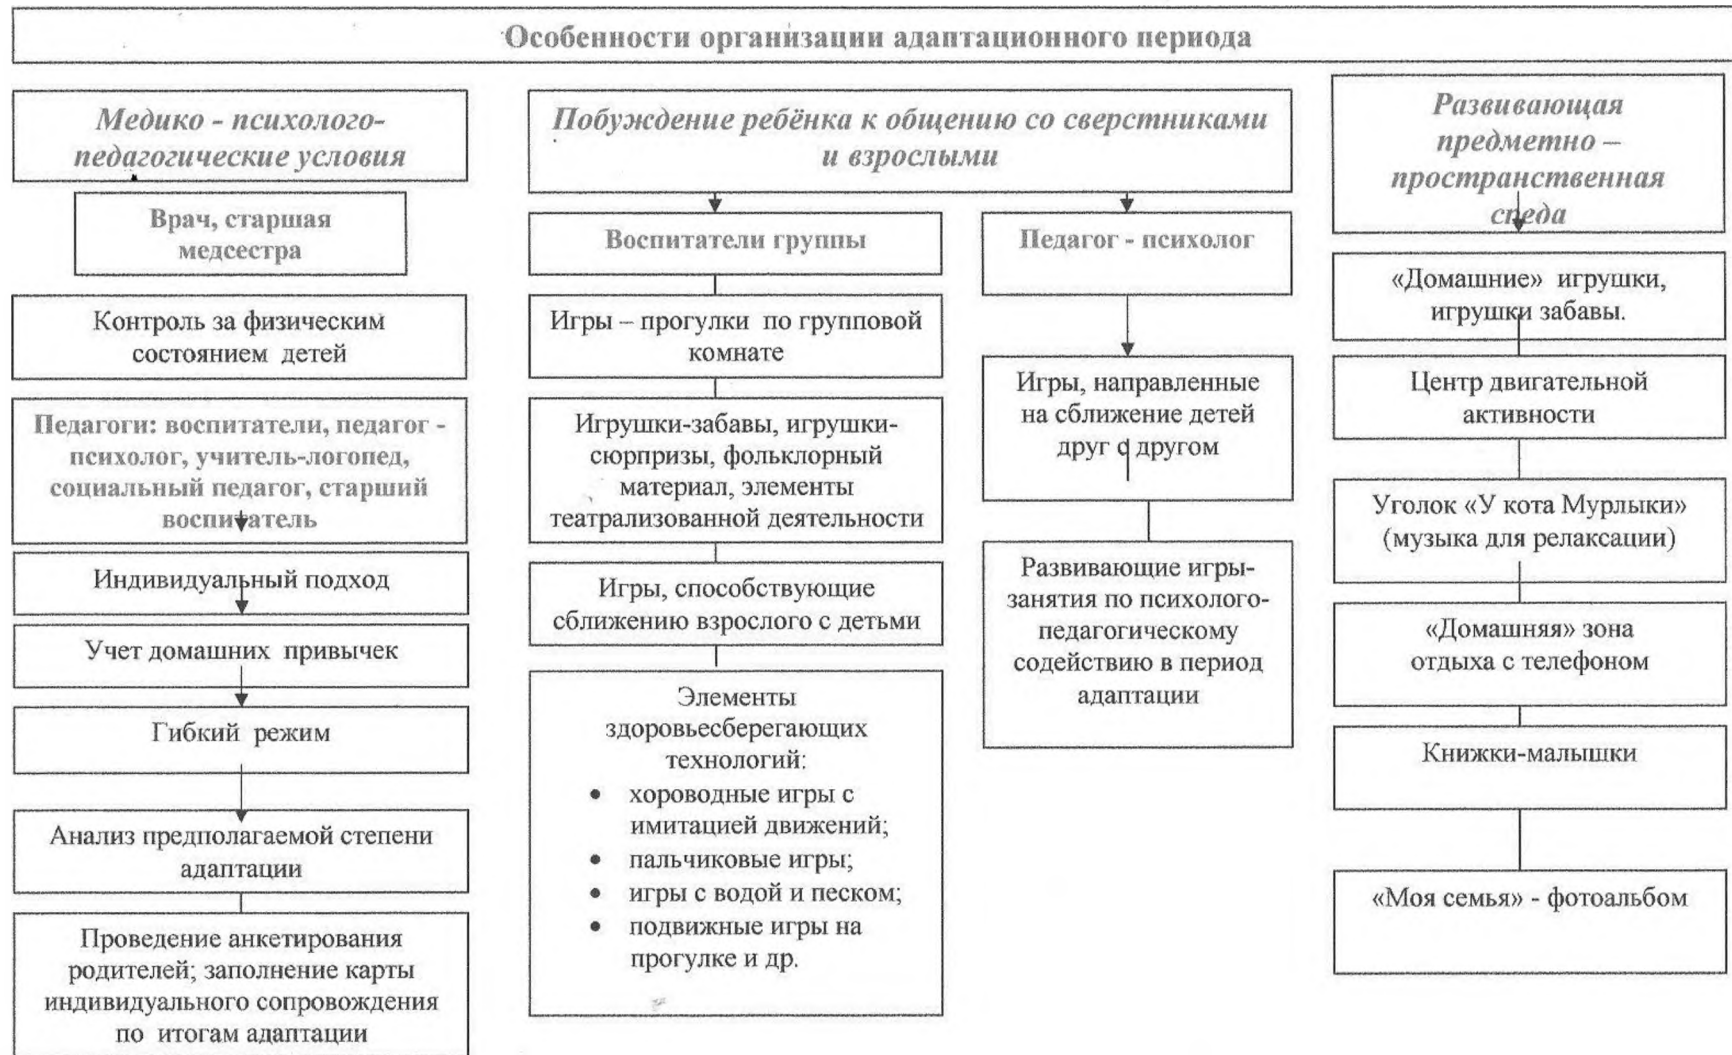 Особенности организации адаптационного периода
Медико - психолого-
педагогические условия
Врач, старшая
медсестра
Контроль за физическим
состоянием детей
Педагоги: воспитатели, педагог -
психолог, учитель-логопед,
социальный педагог, старший
воспитатель
Индивидуальный подход
Учет домашних привычек
Гибкий режим
Анализ предполагаемой степени
адаптации
Проведение анкетирования
родителей; заполнение карты
индивидуального сопровождения
по итогам адаптации
Побуждение ребёнка к общению со сверстниками
и взрослыми
Воспитатели группы
Игры – прогулки по групповой
комнате
Игрушки-забавы, игрушки-
сюрпризы, фольклорный
материал, элементы
театрализованной деятельности
Игры, способствующие
сближению взрослого с детьми
Элементы
здоровьесберегающих
технологий:
• хороводные игры с
имитацией движений;
• пальчиковые игры;
• игры с водой и песком;
• подвижные игры на
прогулке и др.
Педагог - психолог
Игры, направленные
на сближение детей
друг с другом
Развивающие игры-
занятия по психолого-
педагогическому
содействию в период
адаптации
Развивающая
предметно –
пространственная
среда
«Домашние» игрушки,
игрушки забавы.
Центр двигательной
активности
Уголок «У кота Мурлыки»
(музыка для релаксации)
«Домашняя» зона
отдыха с телефоном
Книжки-малышки
«Моя семья» - фотоальбом